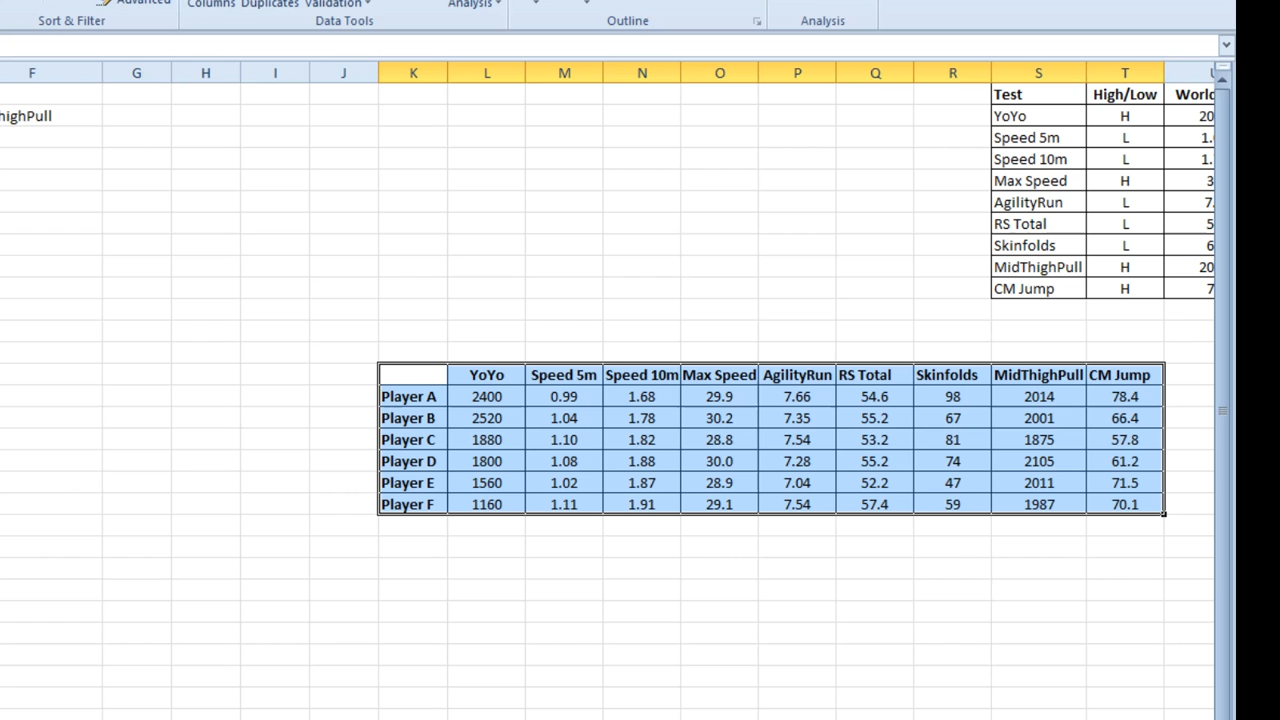 Advanced
Columns Duplicates Validation Analysis
Sort & Filter Data Tools Outline Analysis
F G H I J K L M N O P Q R S T
Test High/Low World
YoYo H 20
highPull
Speed 5m L 1.
Speed 10m L 1.
Max Speed H 3
AgilityRun L 7.
RS Total L 5
Skinfolds L 6
MidThighPull H 20
CM Jump H 7
YoYo Speed 5m Speed 10m Max Speed AgilityRun RS Total Skinfolds MidThighPull CM Jump
Player A 2400 0.99 1.68 29.9 7.66 54.6 98 2014 78.4
Player B 2520 1.04 1.78 30.2 7.35 55.2 67 2001 66.4
Player C 1880 1.10 1.82 28.8 7.54 53.2 81 1875 57.8
Player D 1800 1.08 1.88 30.0 7.28 55.2 74 2105 61.2
Player E 1560 1.02 1.87 28.9 7.04 52.2 47 2011 71.5
Player F 1160 1.11 1.91 29.1 7.54 57.4 59 1987 70.1